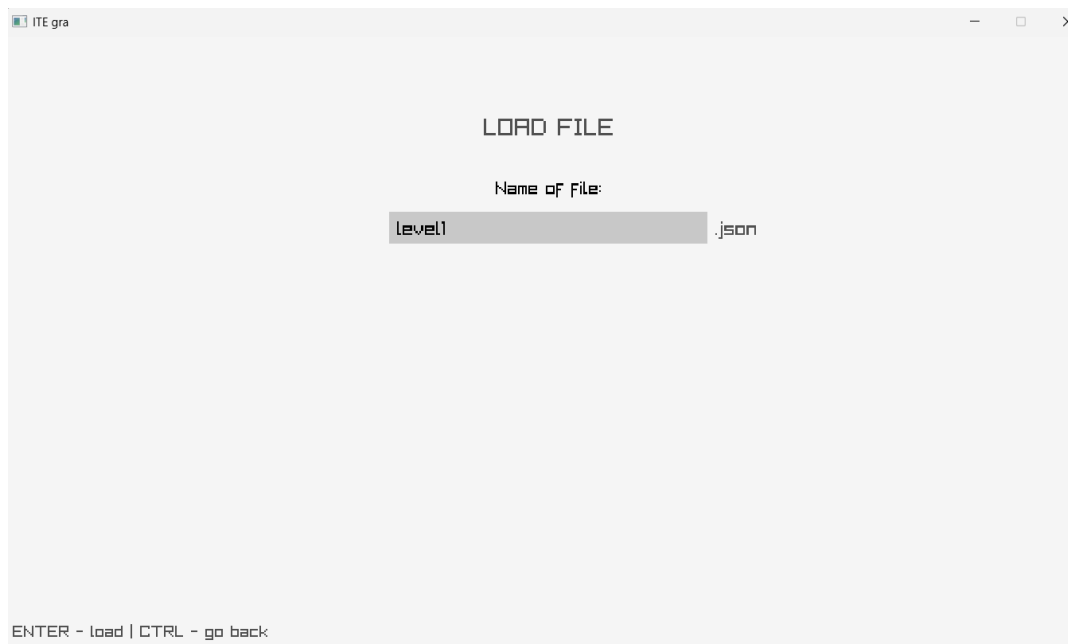 ITE gra
LOAD FILE
Name of file:
level1 .json
ENTER - load | CTRL - go back